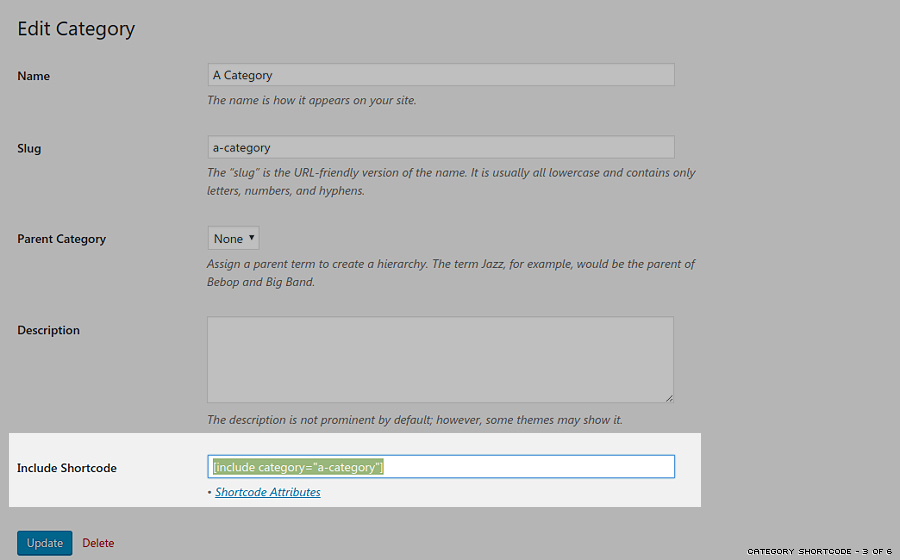 Edit Category
Name
A Category
The name is how it appears on your site.
Slug
a-category
The "slug" is the URL-friendly version of the name. It is usually all lowercase and contains only
letters, numbers, and hyphens.
Parent Category
None
Assign a parent term to create a hierarchy. The term Jazz, for example, would be the parent of
Bebop and Big Band.
Description
The description is not prominent by default; however, some themes may show it.
Include Shortcode
[include category="a-category"]
• Shortcode Attributes
Update Delete
CATEGORY SHORTCODE - 3 OF 6